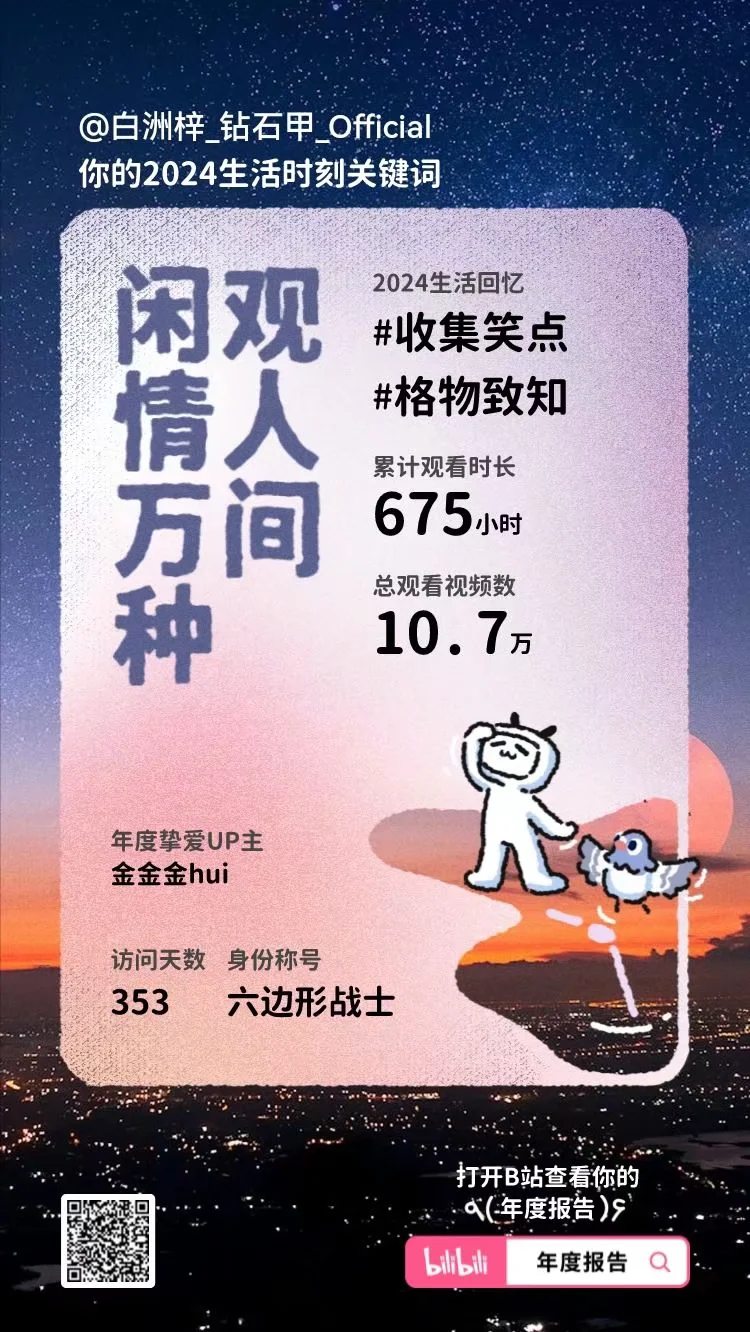 @白洲梓_钻石甲_Official
你的2024生活时刻关键词
观人间
闲情万种
2024生活回忆
#收集笑点
#格物致知
累计观看时长
675小时
总观看视频数
10.7万
年度挚爱UP主
金金金hui
访问天数 身份称号
353 六边形战士
打开B站查看你的
٩(-年度报告)۶
bilibili 年度报告